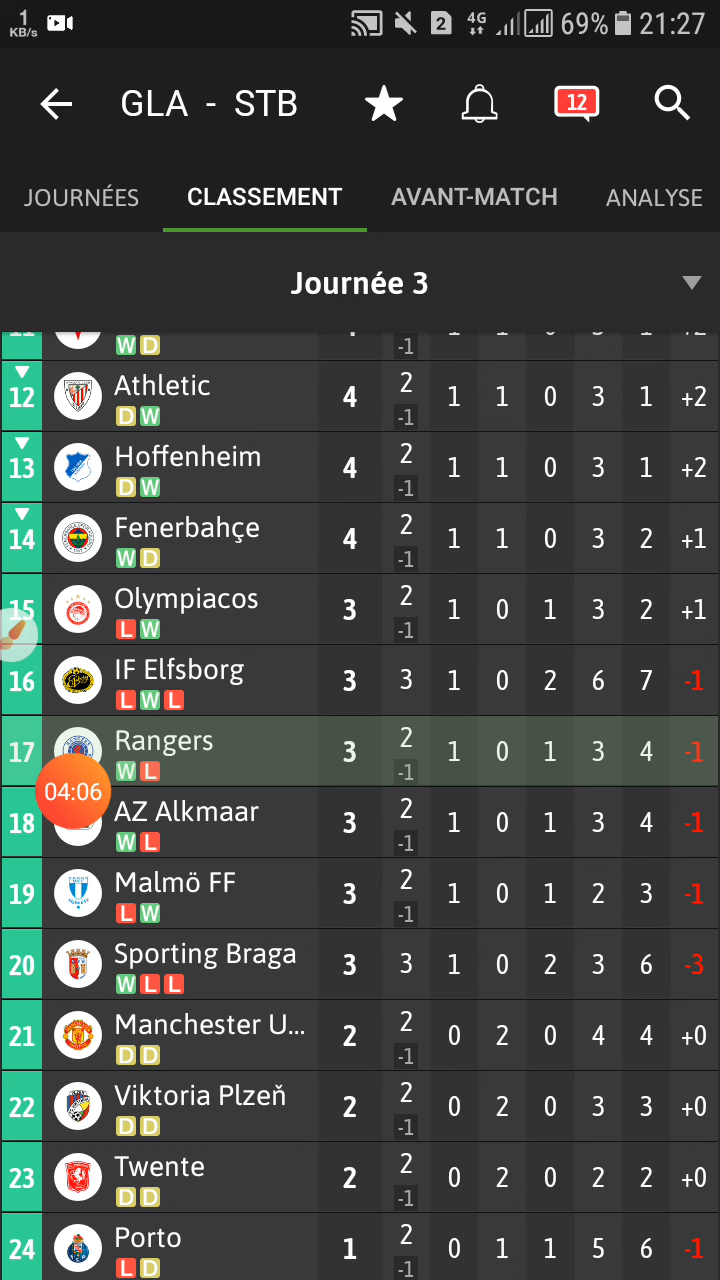 1 KB/s 2 4G 69% 21:27
GLA - STB 12
JOURNÉES CLASSEMENT AVANT-MATCH ANALYSE
Journée 3
W D -1
12 Athletic 4 2 1 1 0 3 1 +2
D W -1
13 Hoffenheim 4 2 1 1 0 3 1 +2
D W -1
14 Fenerbahçe 4 2 1 1 0 3 2 +1
W D -1
15 Olympiacos 3 2 1 0 1 3 2 +1
L W -1
16 IF Elfsborg 3 3 1 0 2 6 7 -1
L W L
17 Rangers 3 2 1 0 1 3 4 -1
W L -1
04:06
18 AZ Alkmaar 3 2 1 0 1 3 4 -1
W L -1
19 Malmö FF 3 2 1 0 1 2 3 -1
L W -1
20 Sporting Braga 3 3 1 0 2 3 6 -3
W L L
21 Manchester U... 2 2 0 2 0 4 4 +0
D D -1
22 Viktoria Plzeň 2 2 0 2 0 3 3 +0
D D -1
23 Twente 2 2 0 2 0 2 2 +0
D D -1
24 Porto 1 2 0 1 1 5 6 -1
L D -1